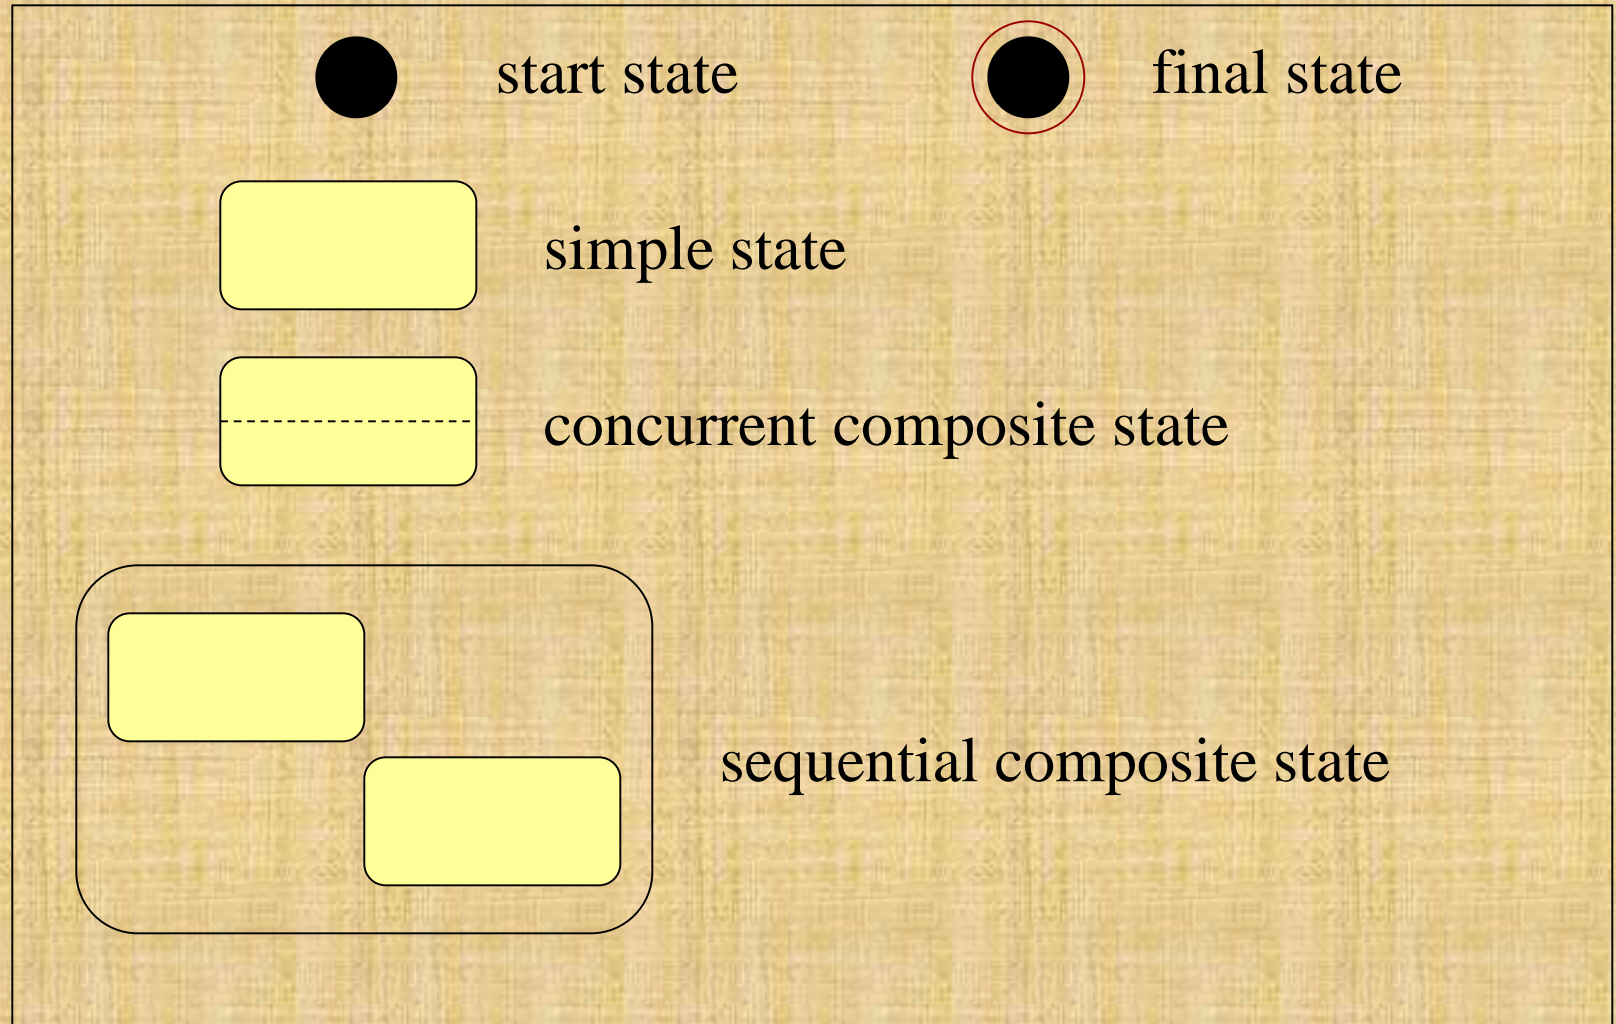 start state
final state
simple state
concurrent composite state
sequential composite state